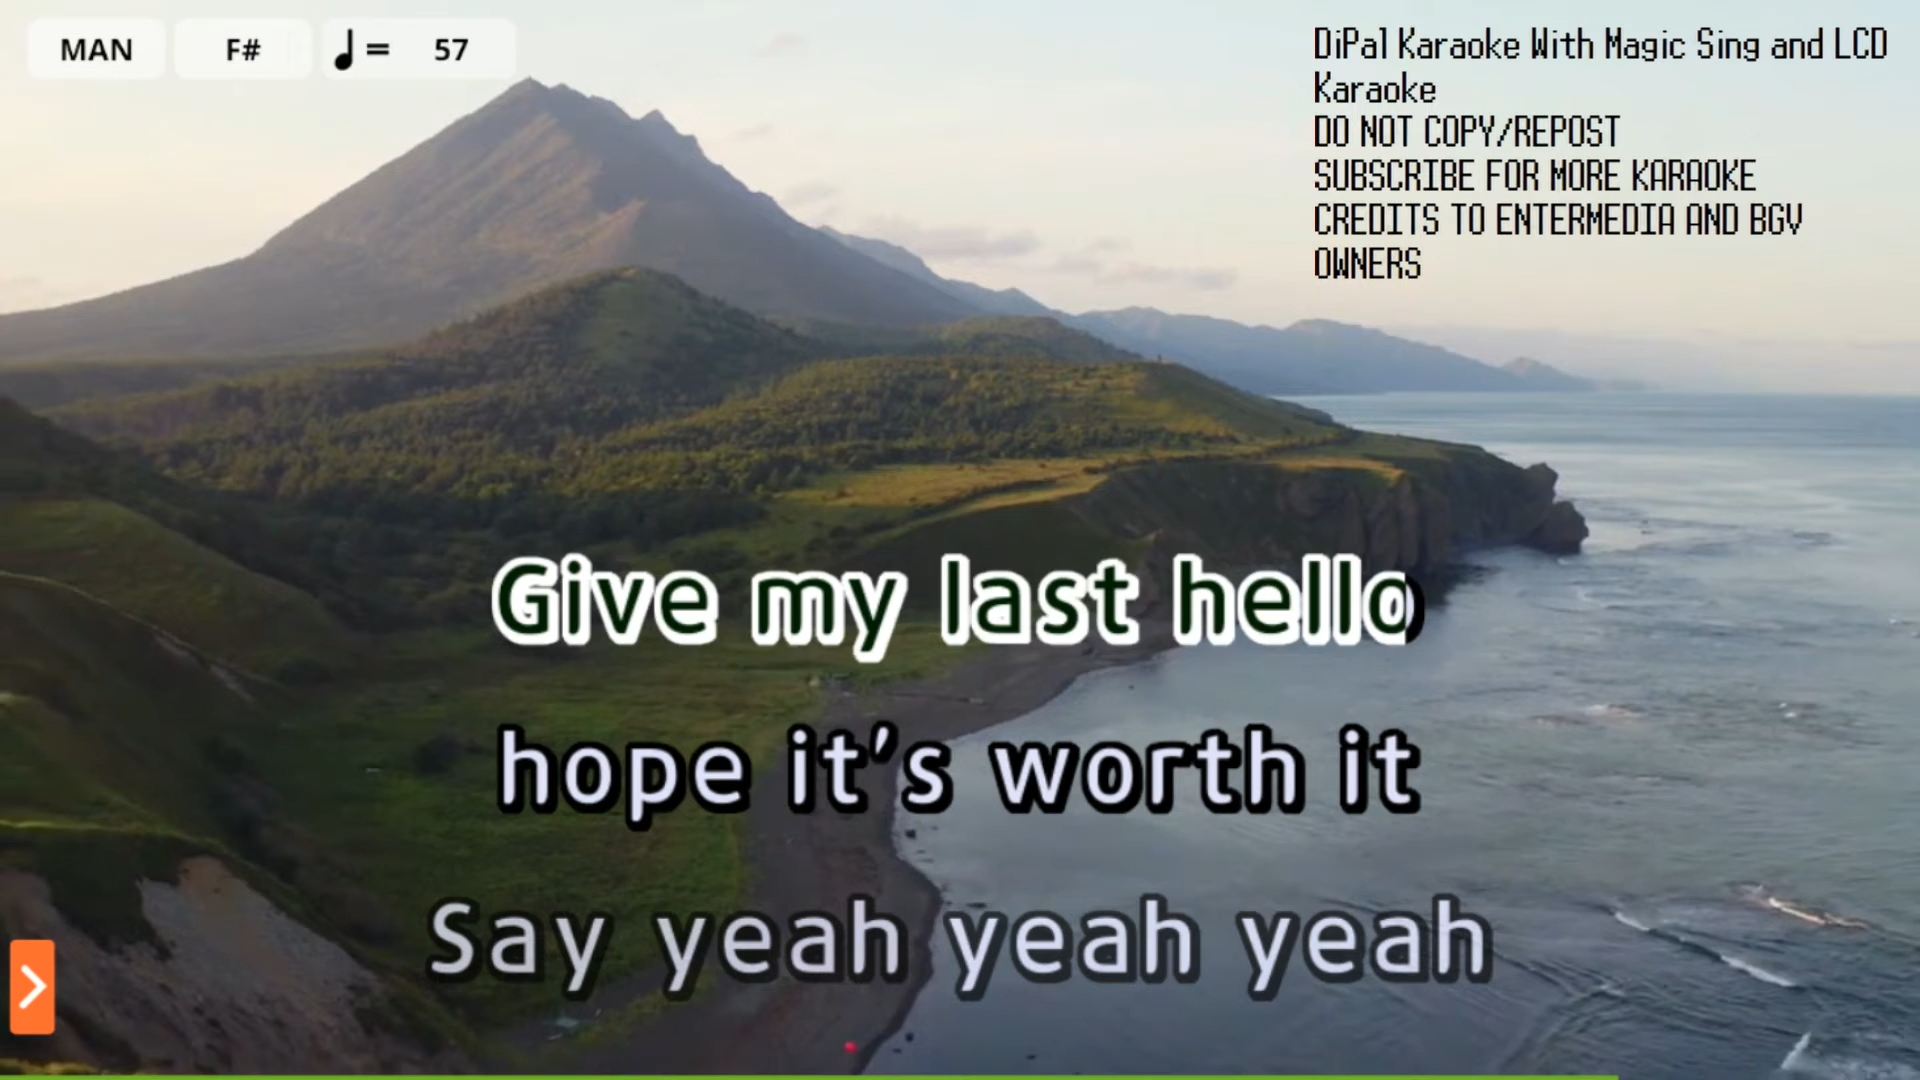 MAN F# ♩= 57
DiPal Karaoke With Magic Sing and LCD
Karaoke
DO NOT COPY/REPOST
SUBSCRIBE FOR MORE KARAOKE
CREDITS TO ENTERMEDIA AND BGV
OWNERS
Give my last hello
hope it's worth it
Say yeah yeah yeah